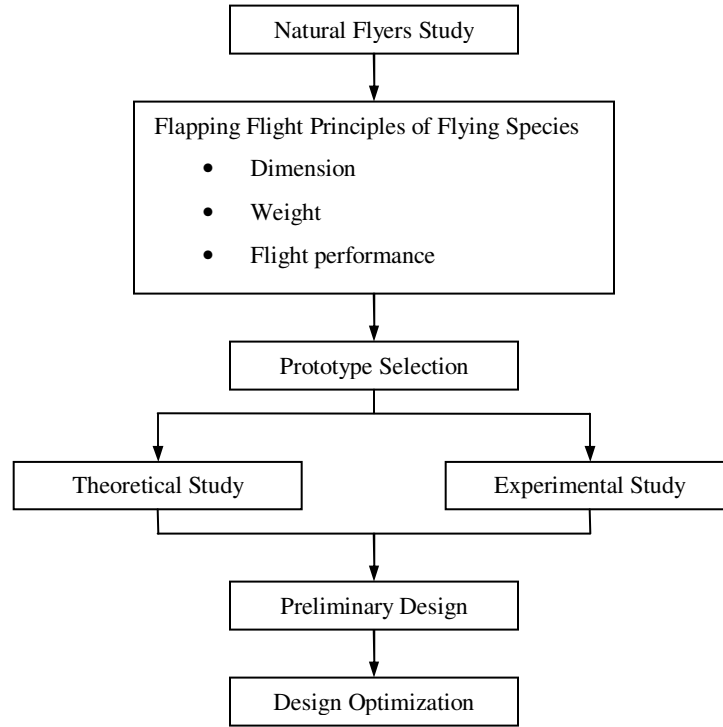 Natural Flyers Study
Flapping Flight Principles of Flying Species
• Dimension
• Weight
• Flight performance
Prototype Selection
Theoretical Study
Experimental Study
Preliminary Design
Design Optimization